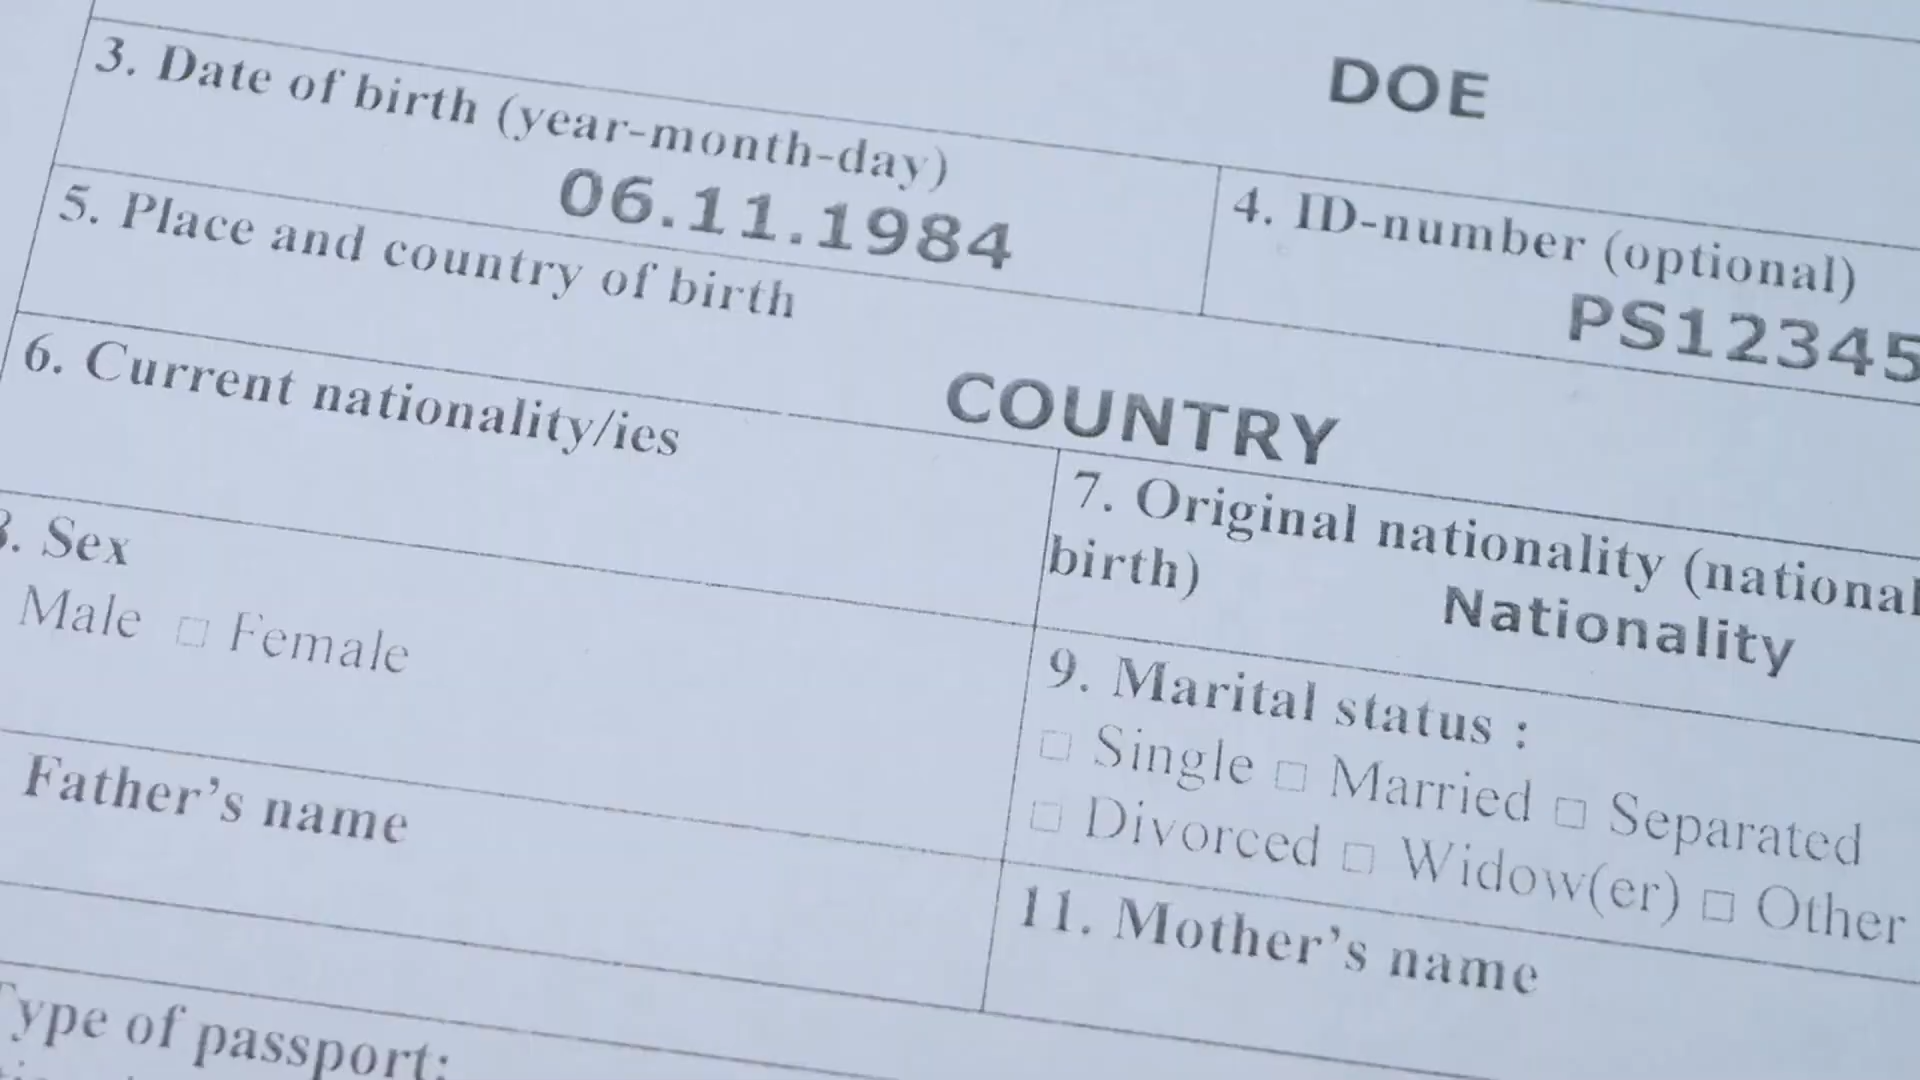 DOE
3. Date of birth (year-month-day)
06.11.1984
4. ID-number (optional)
PS12345
5. Place and country of birth
COUNTRY
6. Current nationality/ies
7. Original nationality (national
birth)
Nationality
. Sex
Male □ Female
9. Marital status :
□ Single □ Married □ Separated
□ Divorced □ Widow(er) □ Other
Father's name
11. Mother's name
Type of passport: